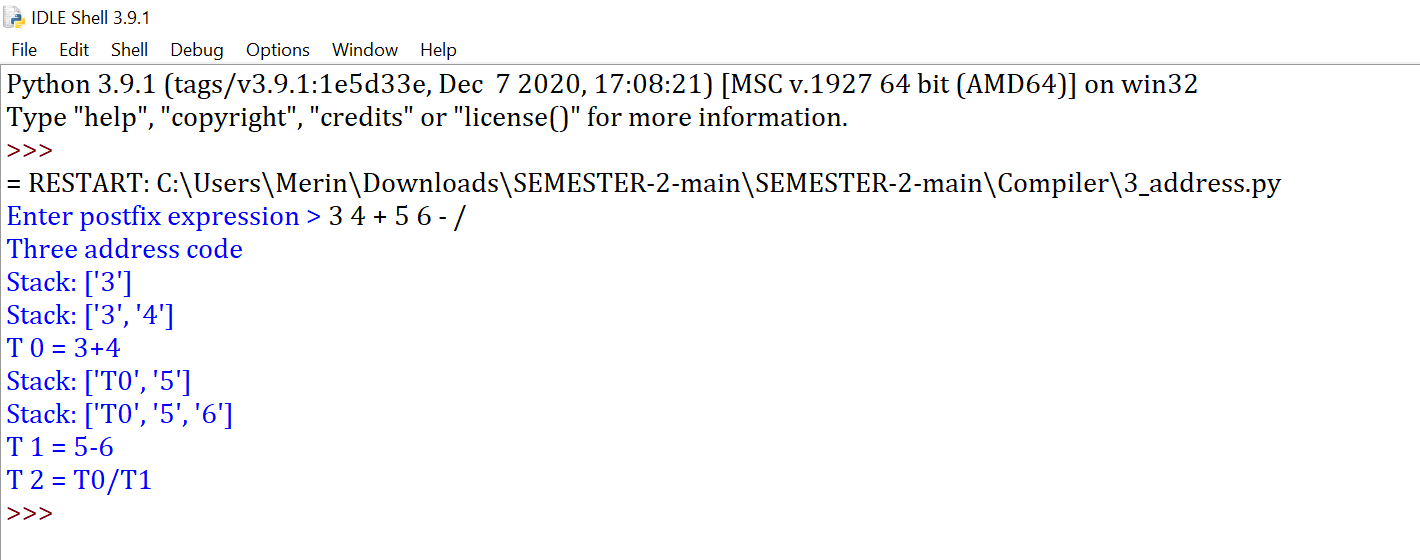 IDLE Shell 3.9.1
File Edit Shell Debug Options Window Help
Python 3.9.1 (tags/v3.9.1:1e5d33e, Dec  7 2020, 17:08:21) [MSC v.1927 64 bit (AMD64)] on win32
Type "help", "copyright", "credits" or "license()" for more information.
>>>
= RESTART: C:\Users\Merin\Downloads\SEMESTER-2-main\SEMESTER-2-main\Compiler\3_address.py
Enter postfix expression > 3 4 + 5 6 - /
Three address code
Stack: ['3']
Stack: ['3', '4']
T 0 = 3+4
Stack: ['T0', '5']
Stack: ['T0', '5', '6']
T 1 = 5-6
T 2 = T0/T1
>>>